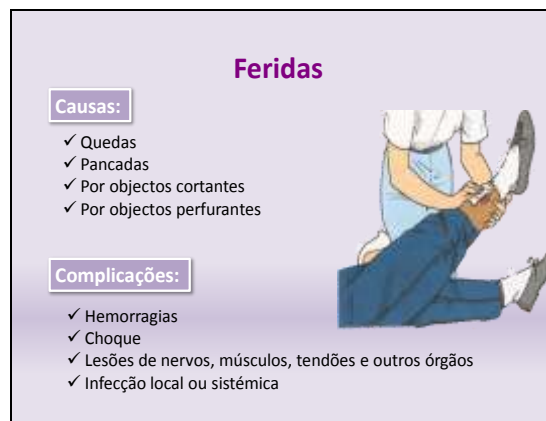 Feridas
Causas:
✓ Quedas
✓ Pancadas
✓ Por objectos cortantes
✓ Por objectos perfurantes
Complicações:
✓ Hemorragias
✓ Choque
✓ Lesões de nervos, músculos, tendões e outros órgãos
✓ Infecção local ou sistémica